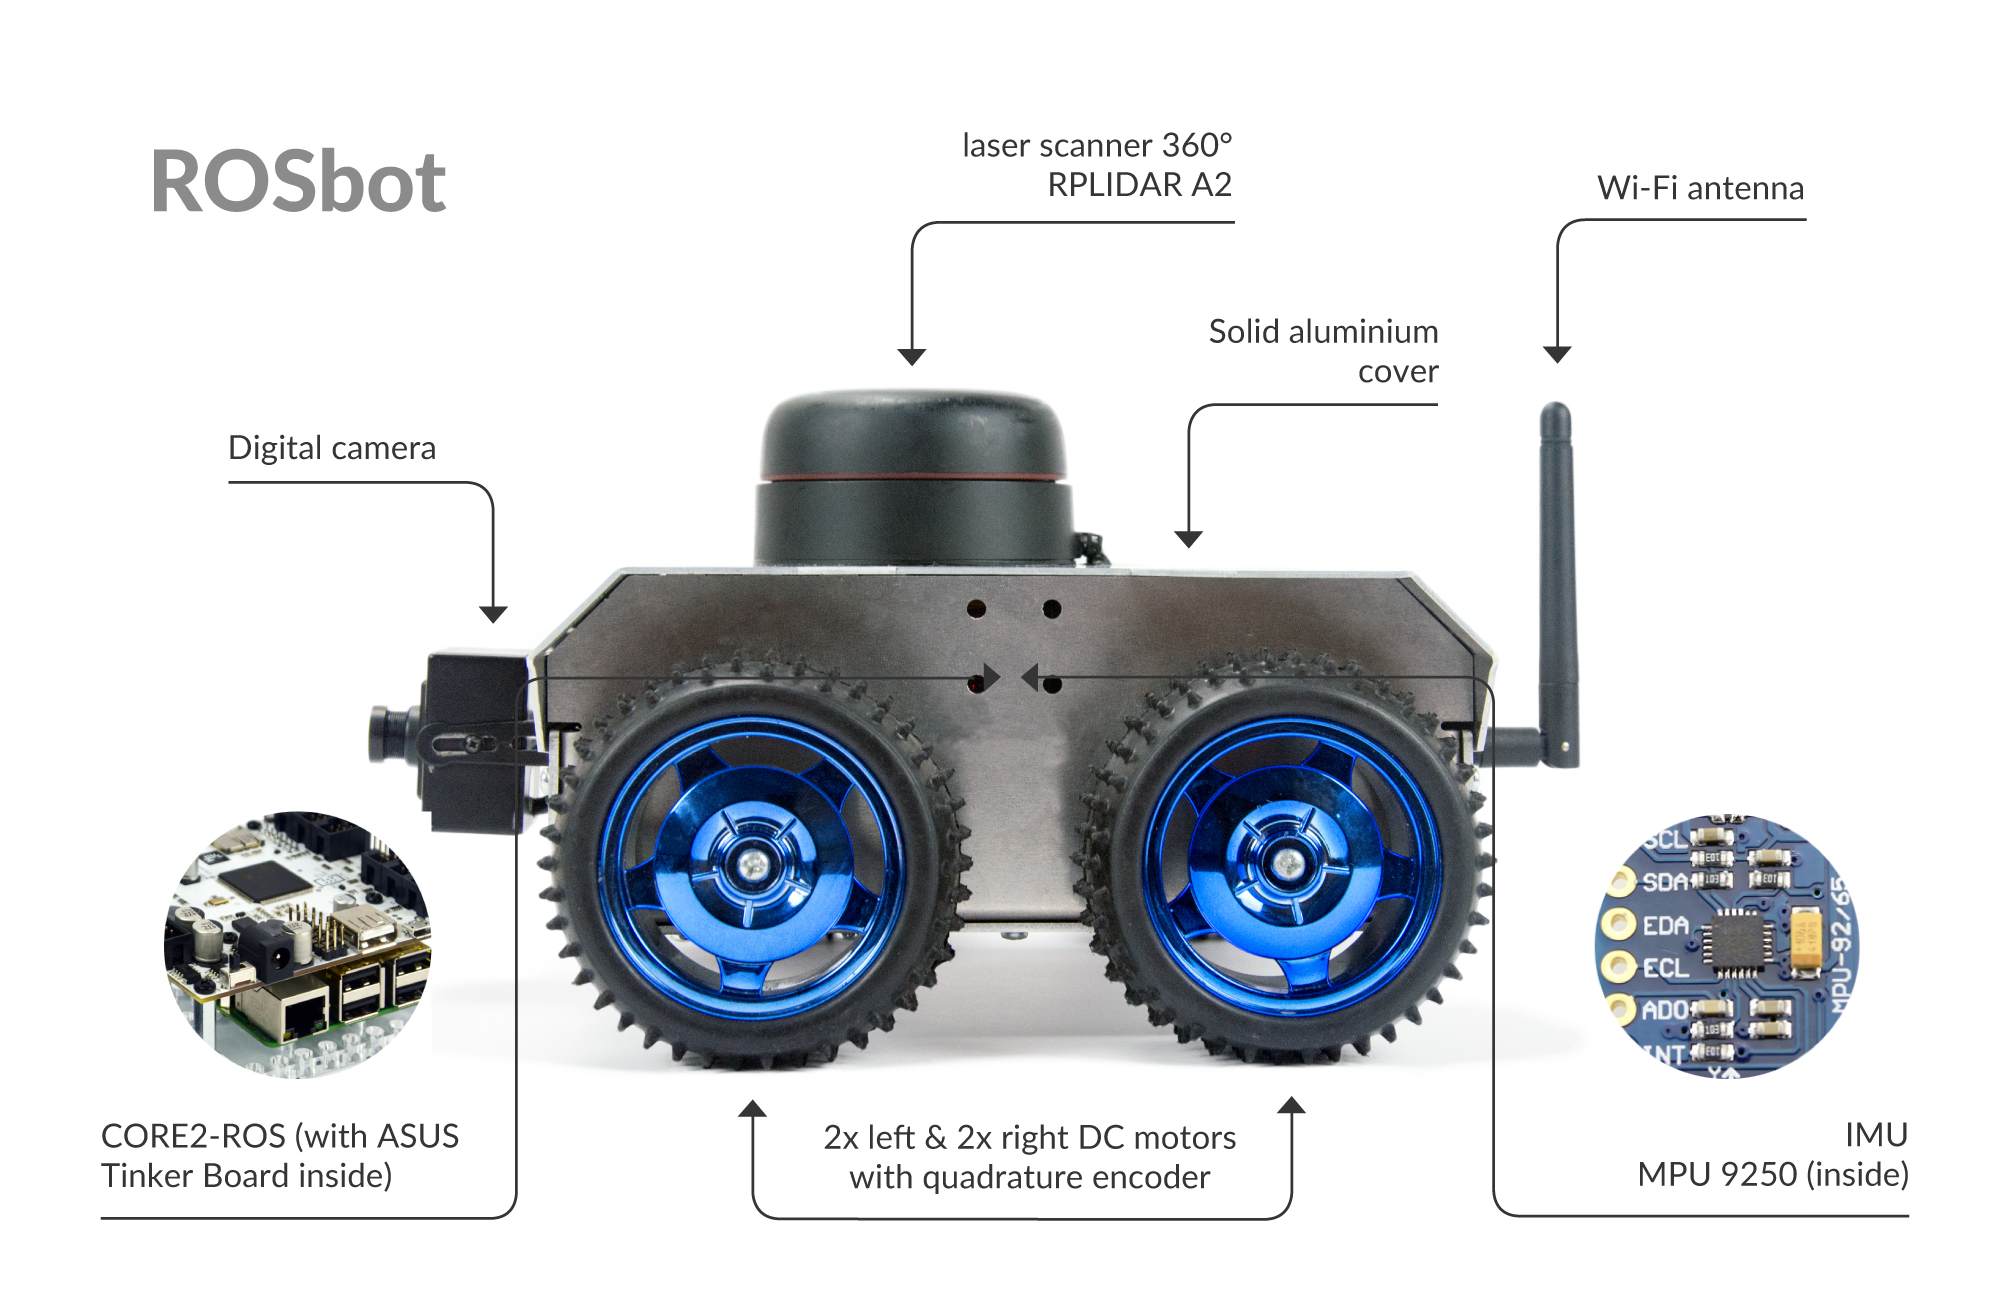 ROSbot
laser scanner 360°
RPLIDAR A2
Wi-Fi antenna
Solid aluminium
cover
Digital camera
SCL
SDA
EDA
ECL
ADO
INT
Y
MPU-92/65
CORE2-ROS (with ASUS
Tinker Board inside)
2x left & 2x right DC motors
with quadrature encoder
IMU
MPU 9250 (inside)